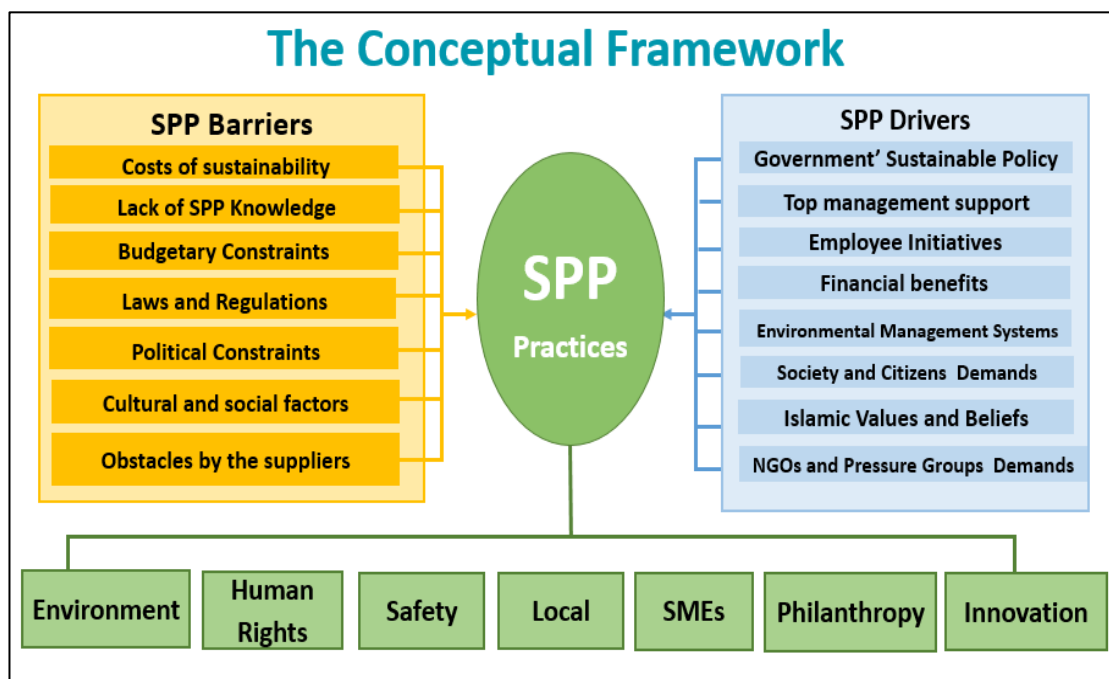 The Conceptual Framework
SPP Barriers
Costs of sustainability
Lack of SPP Knowledge
Budgetary Constraints
Laws and Regulations
Political Constraints
Cultural and social factors
Obstacles by the suppliers
SPP
Practices
SPP Drivers
Government' Sustainable Policy
Top management support
Employee Initiatives
Financial benefits
Environmental Management Systems
Society and Citizens Demands
Islamic Values and Beliefs
NGOs and Pressure Groups Demands
Environment
Human
Rights
Safety
Local
SMEs
Philanthropy
Innovation